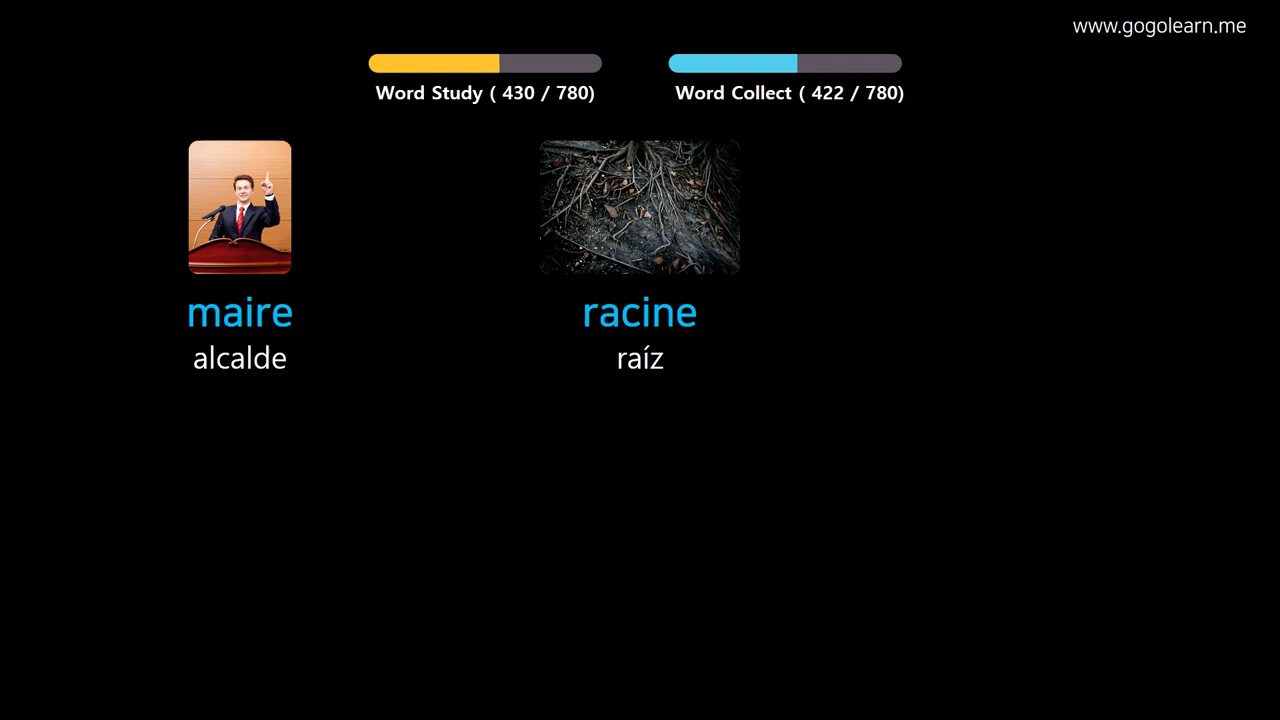 www.gogolearn.me
Word Study ( 430 / 780)
Word Collect ( 422 / 780)
maire
alcalde
racine
raíz